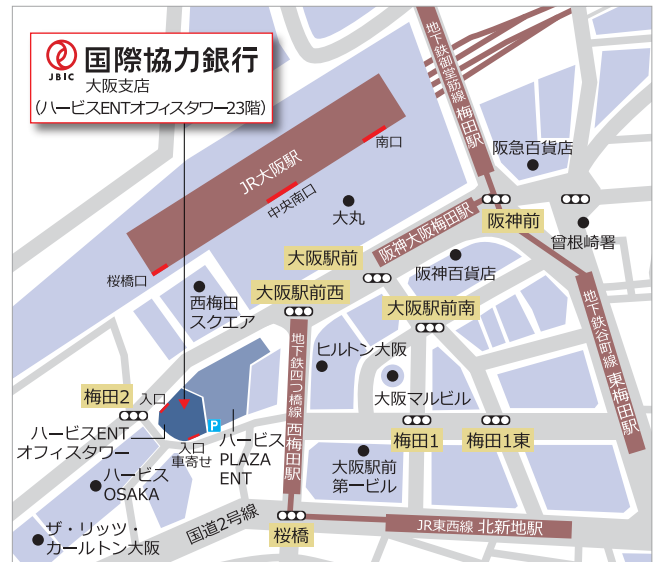 JBIC
国際協力銀行
大阪支店
(ハービスENTオフィスタワー23階)
地下鉄御堂筋線 梅田駅
JR大阪駅
南口
中央南口
桜橋口
大丸
阪急百貨店
阪神前
曾根崎署
阪神大阪梅田駅
大阪駅前
阪神百貨店
西梅田
スクエア
大阪駅前西
大阪駅前南
地下鉄谷町線 東梅田駅
地下鉄四つ橋線 西梅田駅
ヒルトン大阪
大阪マルビル
梅田2
入口
P
ハービスENT
オフィスタワー
入口
車寄せ
ハービス
PLAZA
ENT
梅田1
梅田1東
大阪駅前
第一ビル
ハービス
OSAKA
ザ・リッツ・
カールトン大阪
国道2号線
桜橋
JR東西線 北新地駅